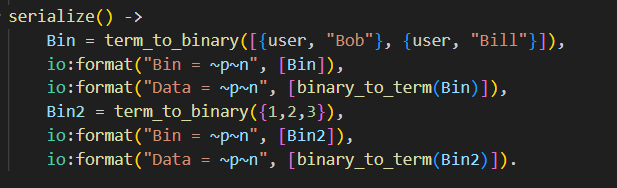 serialize() ->
    Bin = term_to_binary([{user, "Bob"}, {user, "Bill"}]),
    io:format("Bin = ~p~n", [Bin]),
    io:format("Data = ~p~n", [binary_to_term(Bin)]),
    Bin2 = term_to_binary({1,2,3}),
    io:format("Bin = ~p~n", [Bin2]),
    io:format("Data = ~p~n", [binary_to_term(Bin2)]).